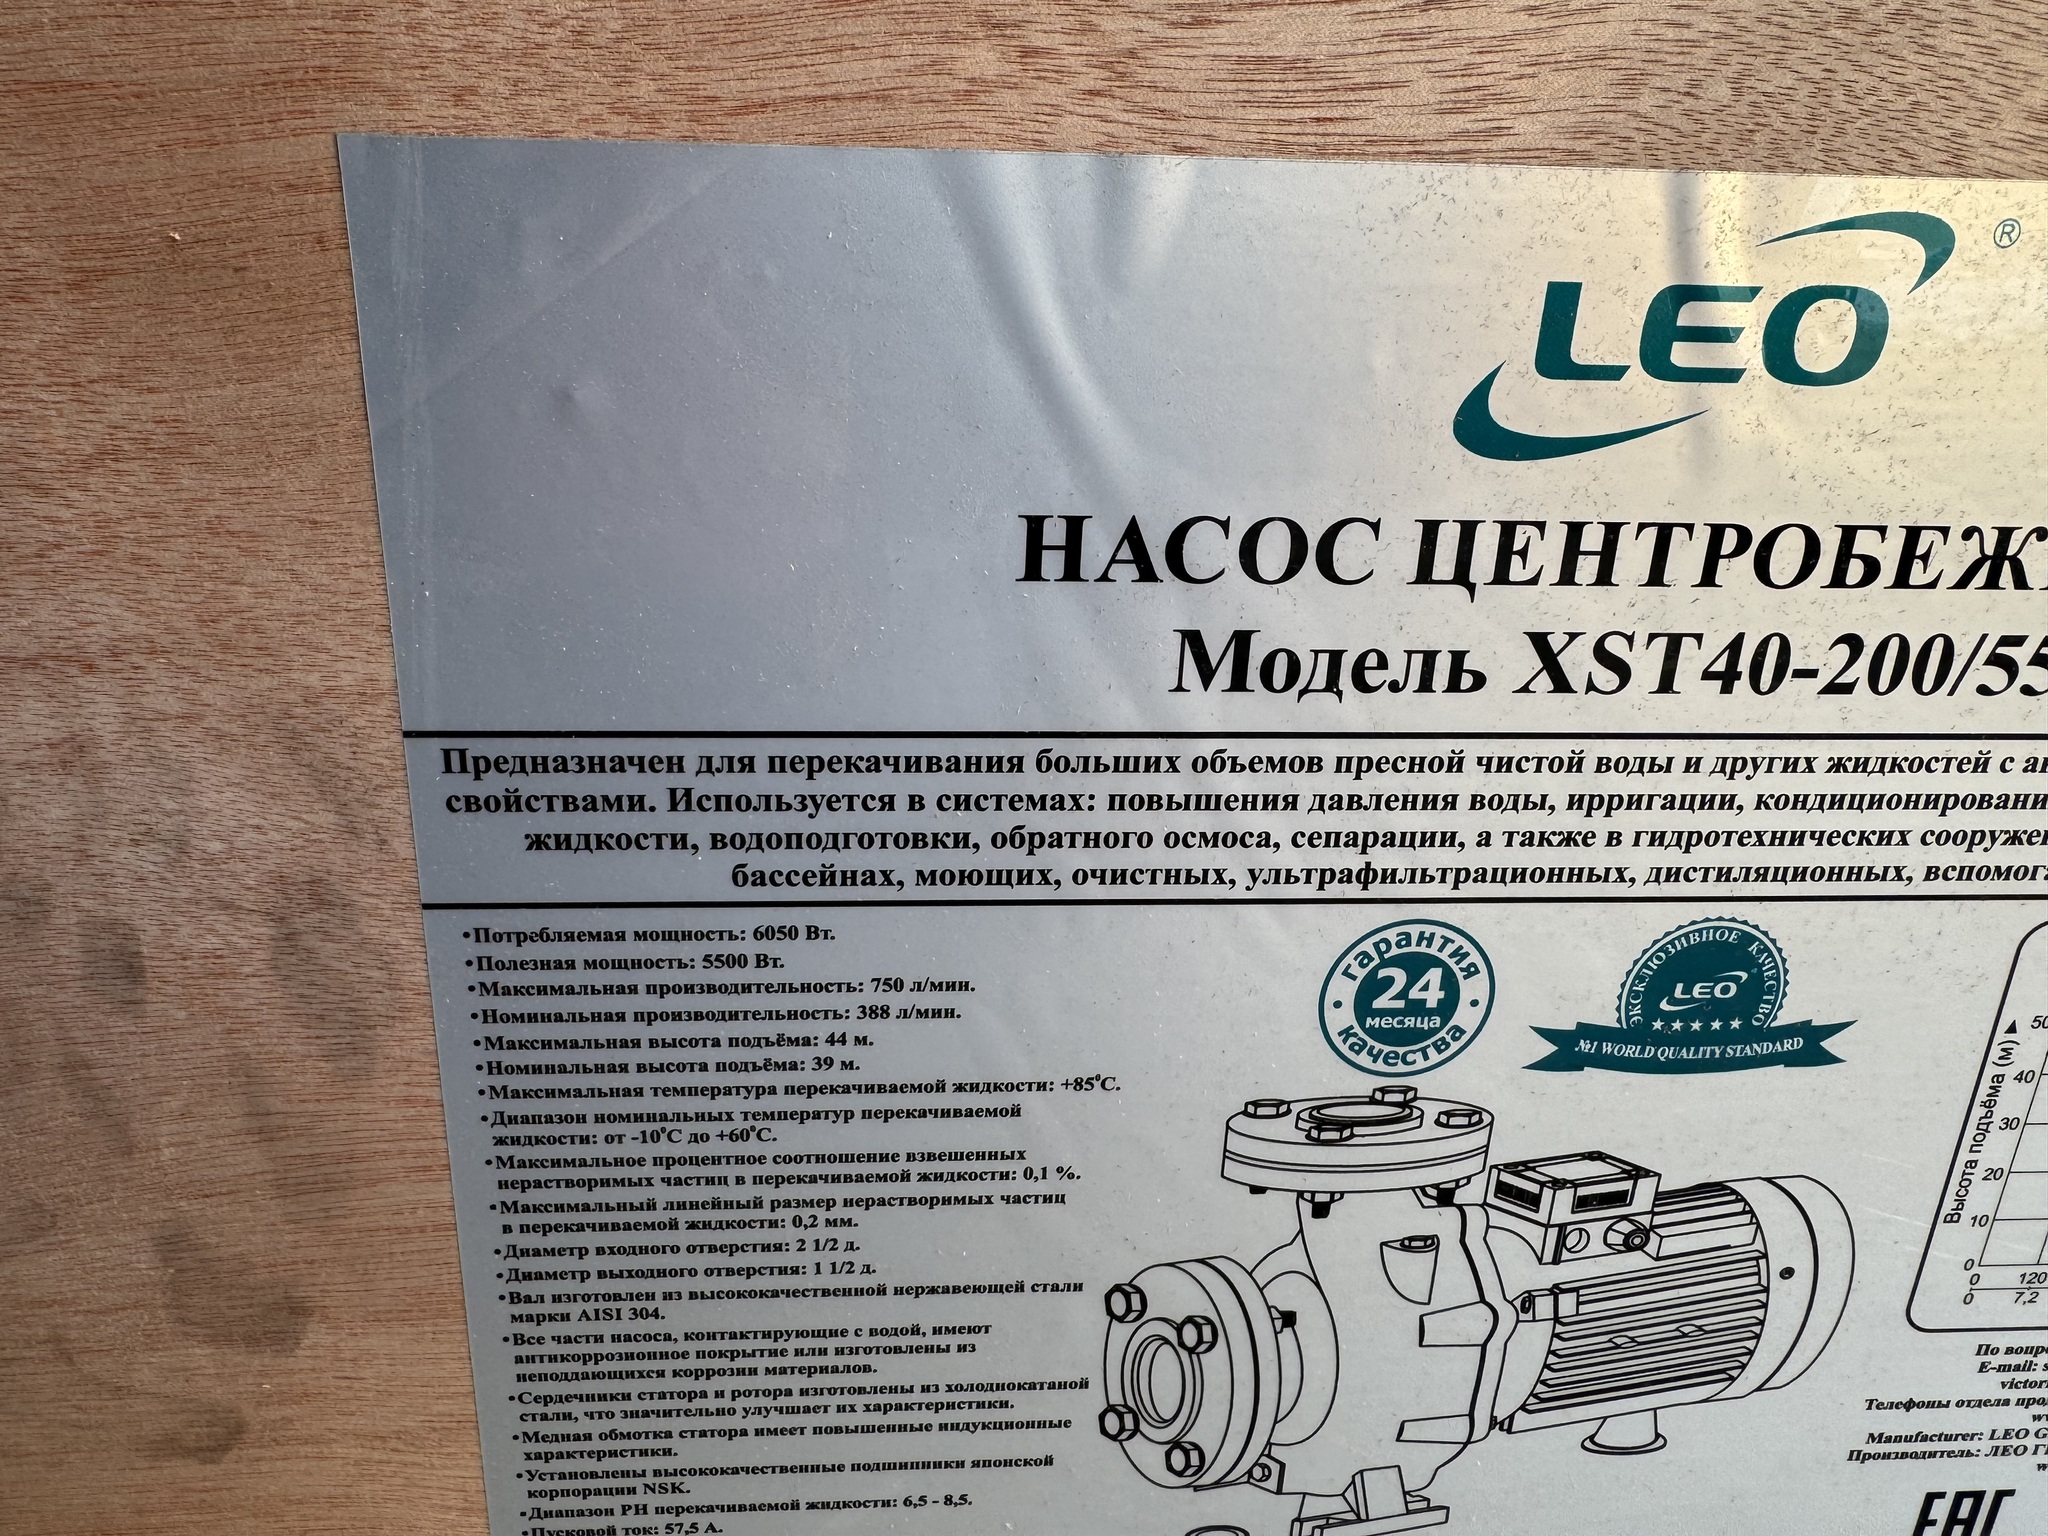 LEO ®
НАСОС ЦЕНТРОБЕЖ
Модель XST40-200/55
Предназначен для перекачивания больших объемов пресной чистой воды и других жидкостей с
свойствами. Используется в системах: повышения давления воды, ирригации, кондиционировани
жидкости, водоподготовки, обратного осмоса, сепарации, а также в гидротехнических сооруже
бассейнах, моющих, очистных, ультрафильтрационных, дистиляционных, вспомог
•Потребляемая мощность: 6050 Вт.
•Полезная мощность: 5500 Вт.
•Максимальная производительность: 750 л/мин.
•Номинальная производительность: 388 л/мин.
•Максимальная высота подъёма: 44 м.
•Номинальная высота подъёма: 39 м.
•Максимальная температура перекачиваемой жидкости: +85°С.
•Диапазон номинальных температур перекачиваемой
жидкости: от -10°С до +60°С.
•Максимальное процентное соотношение взвешенных
нерастворимых частиц в перекачиваемой жидкости: 0,1 %.
•Максимальный линейный размер нерастворимых частиц
в перекачиваемой жидкости: 0,2 мм.
•Диаметр входного отверстия: 2 1/2 д.
•Диаметр выходного отверстия: 1 1/2 д.
•Вал изготовлен из высококачественной нержавеющей стали
марки AISI 304.
•Все части насоса, контактирующие с водой, имеют
антикоррозионное покрытие или изготовлены из
неподдающихся коррозии материалов.
•Сердечники статора и ротора изготовлены из холоднокатаной
стали, что значительно улучшает их характеристики.
•Медная обмотка статора имеет повышенные индукционные
характеристики.
•Установлены высококачественные подшипники японской
корпорации NSK.
•Диапазон PH перекачиваемой жидкости: 6,5 - 8,5.
•Пусковой ток: 57,5 А.
гарантия
24
месяца
качества
ЭКСКЛЮЗИВНОЕ КАЧЕСТВО
LEO
№1 WORLD QUALITY STANDARD
Высота подъёма (м)
50
40
30
20
10
0
0 120
0 7,2
По вопр
E-mail: s
victor
Телефоны отдела про
Manufacturer: LEO G
Производитель: ЛЕО Г
EAC